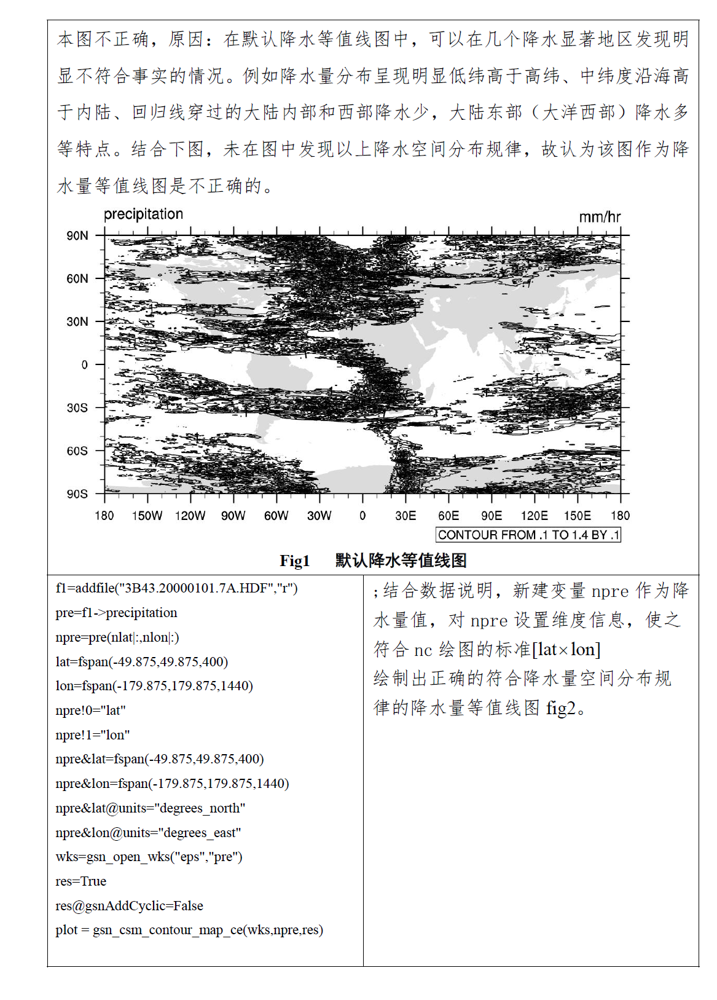 本图不正确，原因：在默认降水等值线图中，可以在几个降水显著地区发现明
显不符合事实的情况。例如降水量分布呈现明显低纬高于高纬、中纬度沿海高
于内陆、回归线穿过的大陆内部和西部降水少，大陆东部（大洋西部）降水多
等特点。结合下图，未在图中发现以上降水空间分布规律，故认为该图作为降
水量等值线图是不正确的。
precipitation mm/hr
90N
60N
30N
0
30S
60S
90S
180 150W 120W 90W 60W 30W 0 30E 60E 90E 120E 150E 180
CONTOUR FROM .1 TO 1.4 BY .1
Fig1 默认降水等值线图
f1=addfile("3B43.20000101.7A.HDF","r")
pre=f1->precipitation
npre=pre(nlat|:,nlon|:)
lat=fspan(-49.875,49.875,400)
lon=fspan(-179.875,179.875,1440)
npre!0="lat"
npre!1="lon"
npre&lat=fspan(-49.875,49.875,400)
npre&lon=fspan(-179.875,179.875,1440)
npre&lat@units="degrees_north"
npre&lon@units="degrees_east"
wks=gsn_open_wks("eps","pre")
res=True
res@gsnAddCyclic=False
plot = gsn_csm_contour_map_ce(wks,npre,res)
;结合数据说明，新建变量 npre 作为降
水量值，对 npre 设置维度信息，使之
符合 nc 绘图的标准[lat×lon]
绘制出正确的符合降水量空间分布规
律的降水量等值线图 fig2。